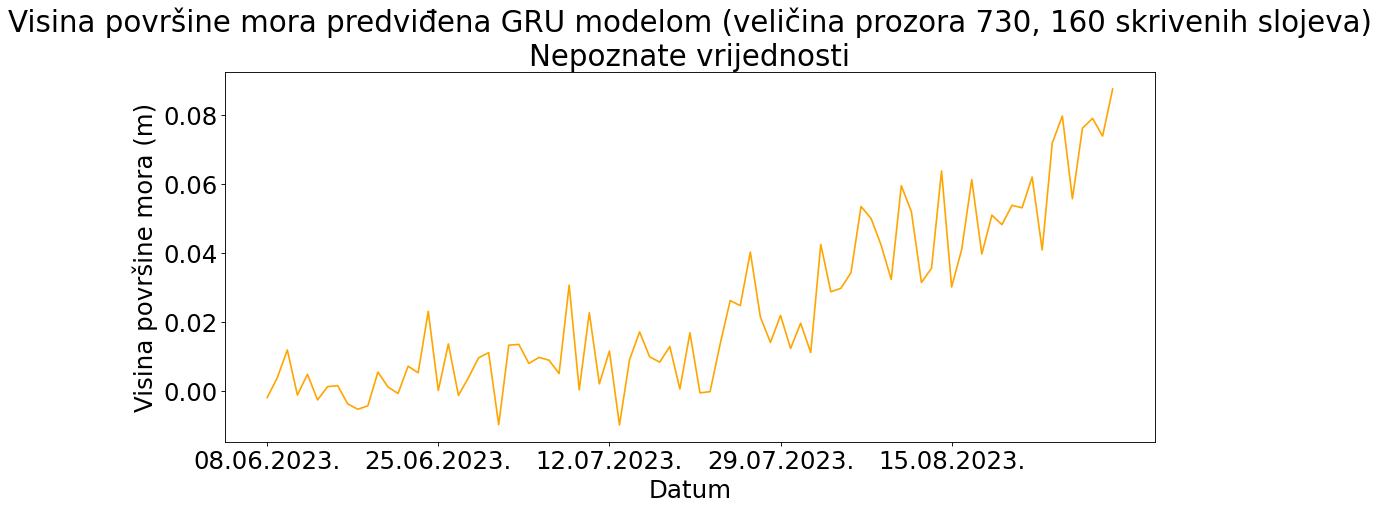 Visina površine mora predviđena GRU modelom (veličina prozora 730, 160 skrivenih slojeva)
Nepoznate vrijednosti
Visina površine mora (m)
0.08
0.06
0.04
0.02
0.00
08.06.2023. 25.06.2023. 12.07.2023. 29.07.2023. 15.08.2023.
Datum